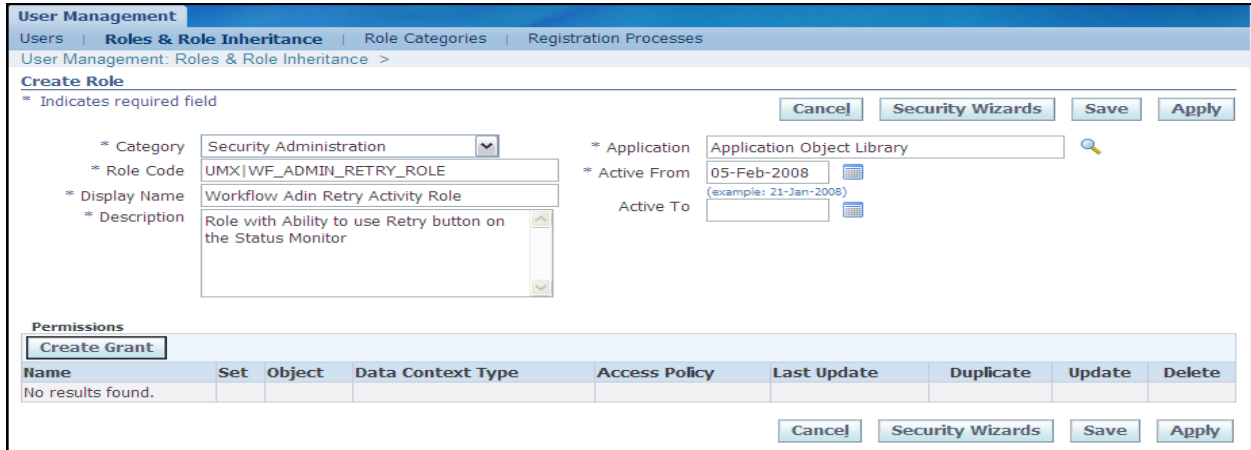 User Management
Users | Roles & Role Inheritance | Role Categories | Registration Processes
User Management: Roles & Role Inheritance >
Create Role
* Indicates required field
Cancel Security Wizards Save Apply
* Category Security Administration
* Role Code UMX|WF_ADMIN_RETRY_ROLE
* Display Name Workflow Adin Retry Activity Role
* Description Role with Ability to use Retry button on
the Status Monitor
* Application Application Object Library
* Active From 05-Feb-2008
(example: 21-Jan-2008)
Active To
Permissions
Create Grant
Name Set Object Data Context Type Access Policy Last Update Duplicate Update Delete
No results found.
Cancel Security Wizards Save Apply